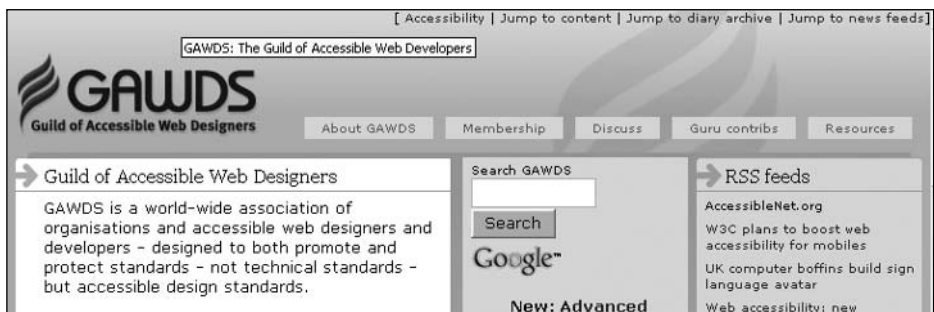 [ Accessibility | Jump to content | Jump to diary archive | Jump to news feeds]
GAWDS: The Guild of Accessible Web Developers
GAWDS
Guild of Accessible Web Designers
About GAWDS
Membership
Discuss
Guru contribs
Resources
Guild of Accessible Web Designers
GAWDS is a world-wide association of
organisations and accessible web designers and
developers - designed to both promote and
protect standards - not technical standards -
but accessible design standards.
Search GAWDS
Search
Google™
New: Advanced
RSS feeds
AccessibleNet.org
W3C plans to boost web
accessibility for mobiles
UK computer boffins build sign
language avatar
Web accessibility: new